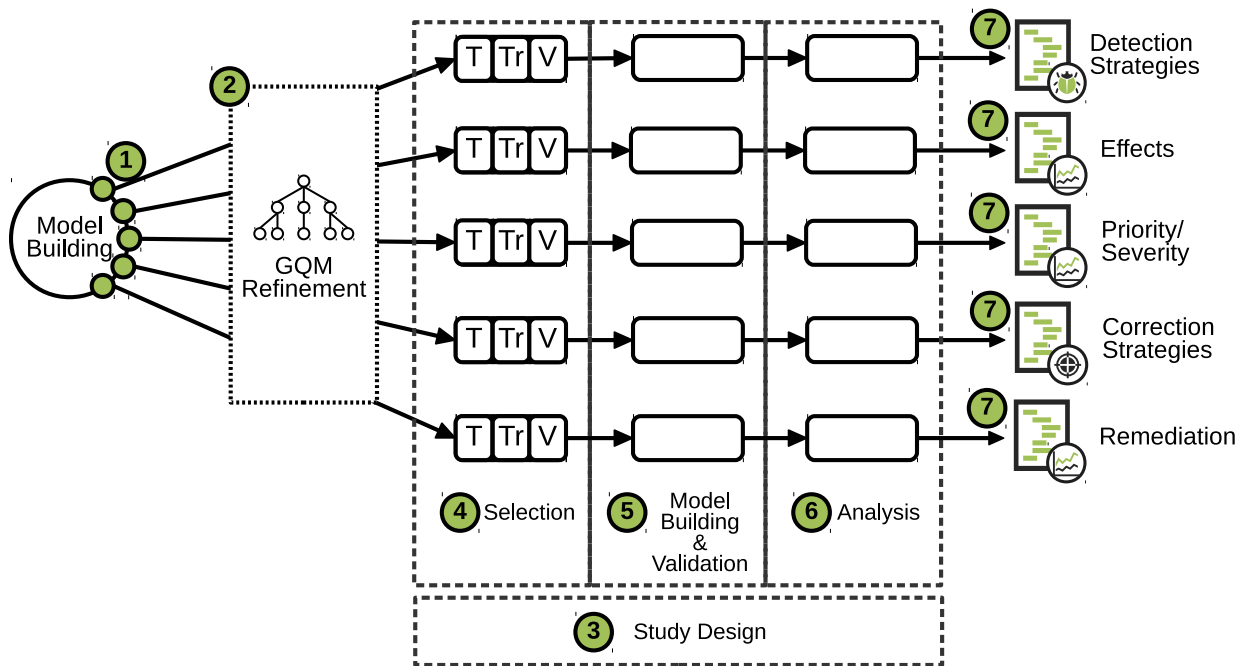 1
Model
Building
2
GQM
Refinement
T Tr V
7
Detection
Strategies
T Tr V
7
Effects
T Tr V
7
Priority/
Severity
T Tr V
7
Correction
Strategies
T Tr V
7
Remediation
4 Selection
5 Model
Building
&
Validation
6 Analysis
3 Study Design